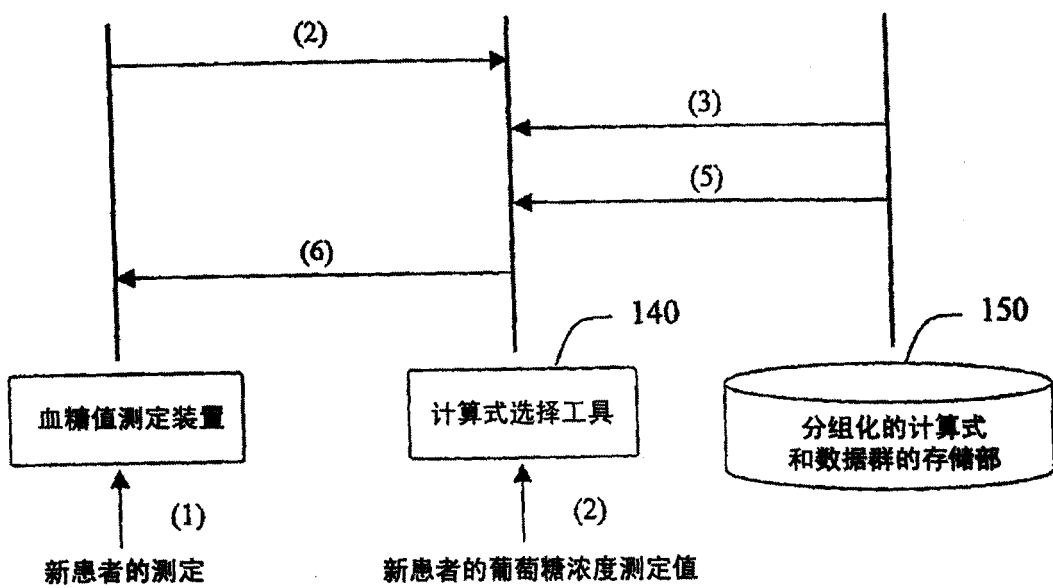 (2)
(3)
(5)
(6)
140
150
血糖值测定装置
计算式选择工具
分组化的计算式
和数据群的存储部
(1)
(2)
新患者的测定
新患者的葡萄糖浓度测定值